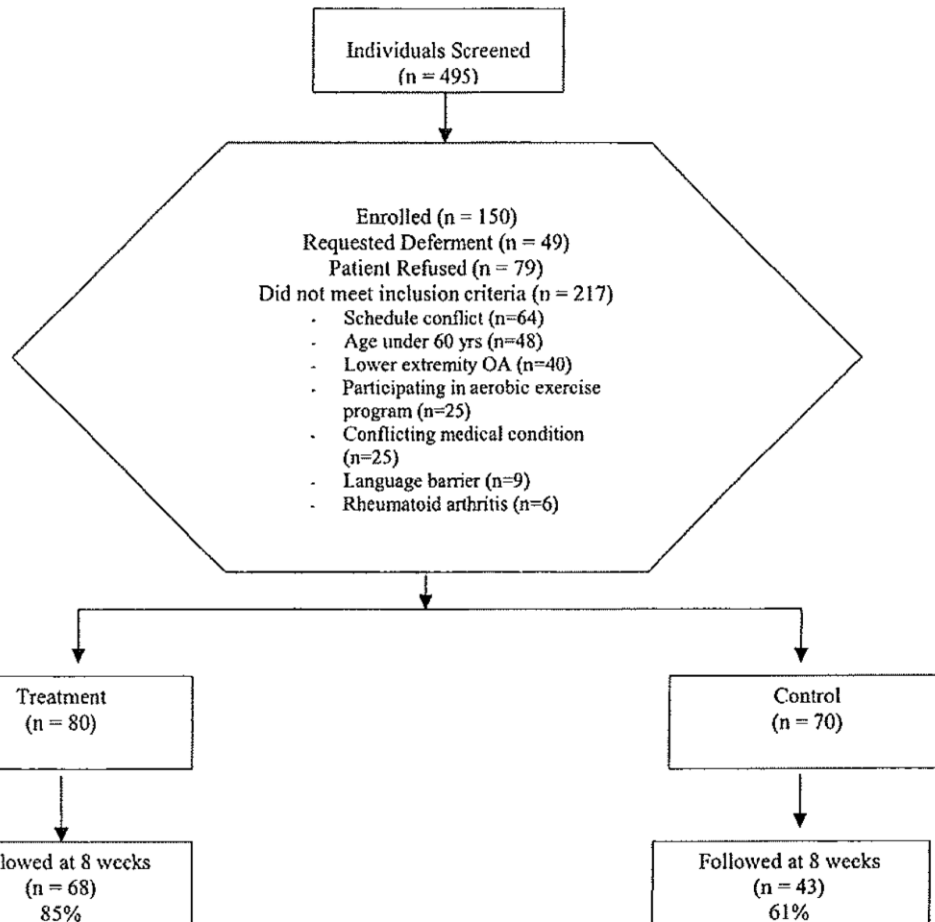 Individuals Screened
(n = 495)
Enrolled (n = 150)
Requested Deferment (n = 49)
Patient Refused (n = 79)
Did not meet inclusion criteria (n = 217)
- Schedule conflict (n=64)
- Age under 60 yrs (n=48)
- Lower extremity OA (n=40)
- Participating in aerobic exercise
program (n=25)
- Conflicting medical condition
(n=25)
- Language barrier (n=9)
- Rheumatoid arthritis (n=6)
Treatment
(n = 80)
Control
(n = 70)
lowed at 8 weeks
(n = 68)
85%
Followed at 8 weeks
(n = 43)
61%